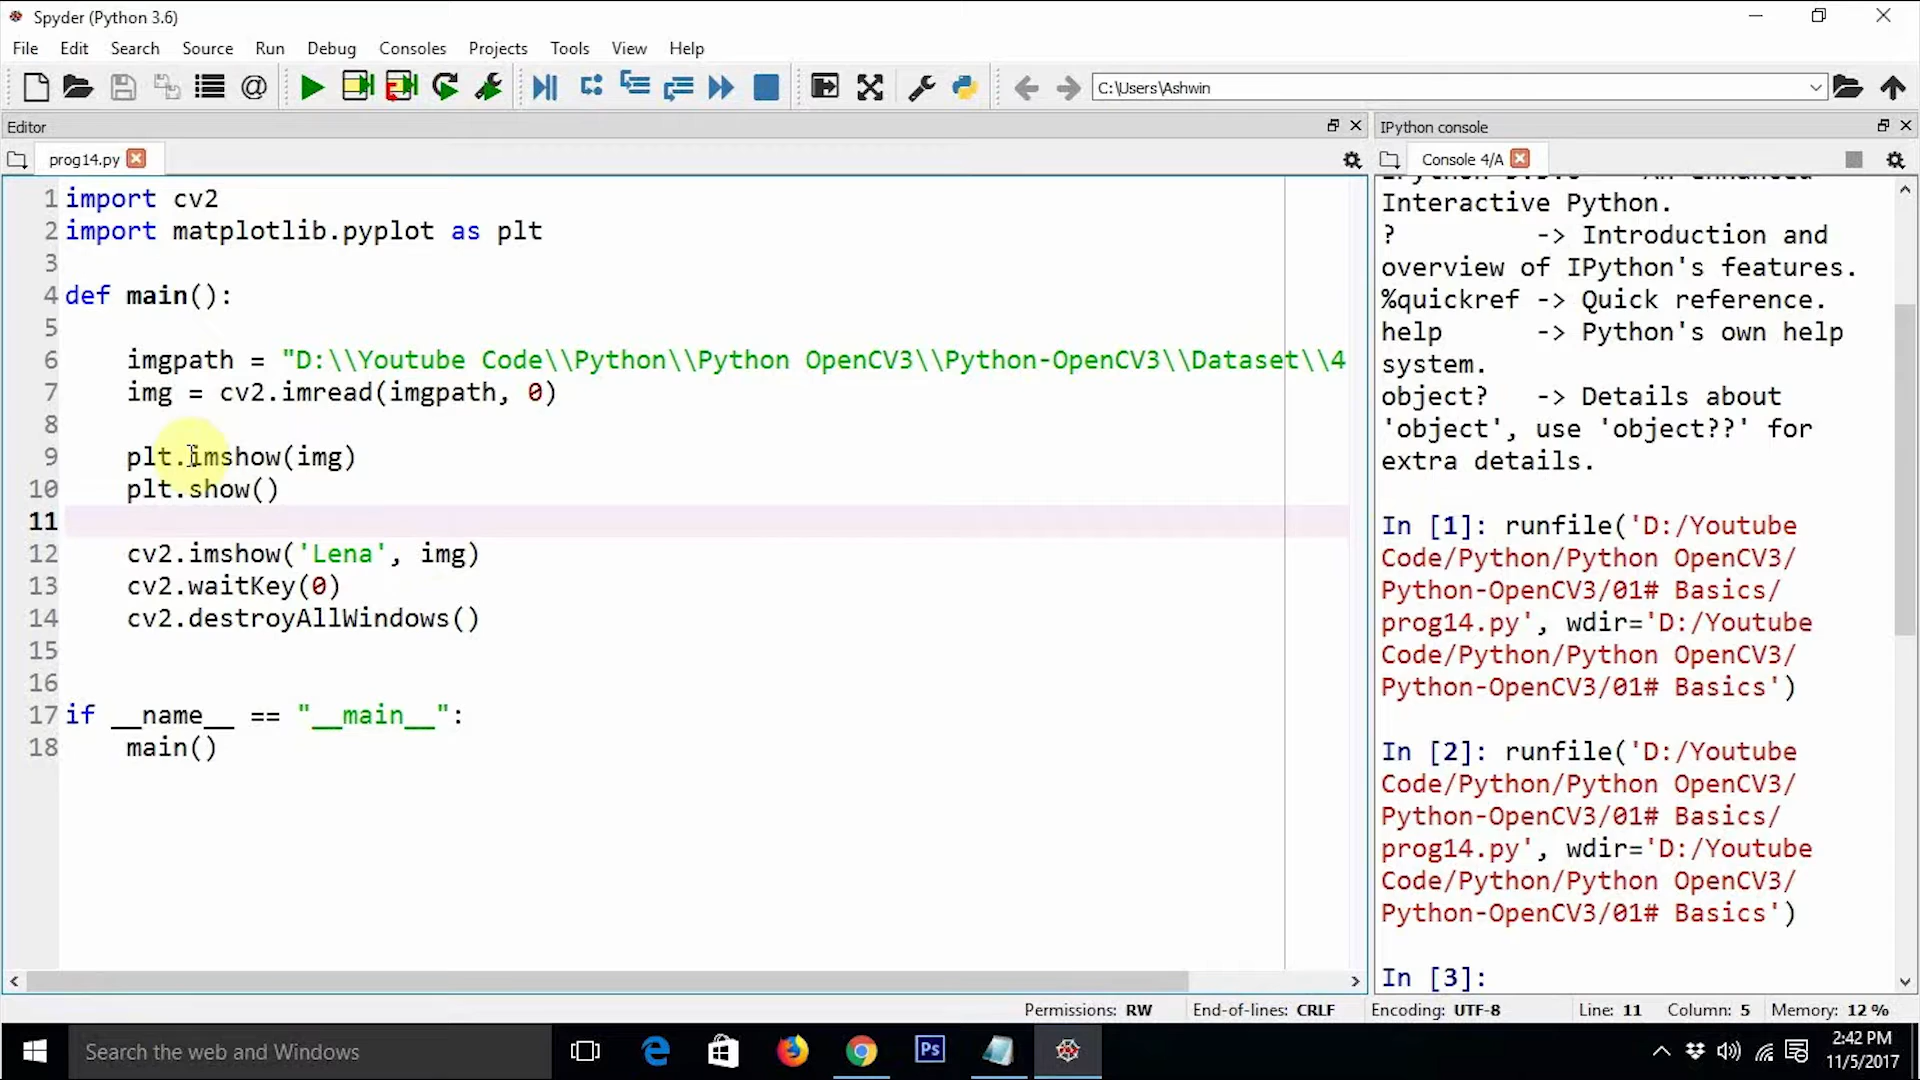 Spyder (Python 3.6)
File Edit Search Source Run Debug Consoles Projects Tools View Help
C:\Users\Ashwin
Editor
IPython console
prog14.py
Console 4/A
1 import cv2
2 import matplotlib.pyplot as plt
3
4 def main():
5
6 imgpath = "D:\\Youtube Code\\Python\\Python OpenCV3\\Python-OpenCV3\\Dataset\\4
7 img = cv2.imread(imgpath, 0)
8
9 plt.imshow(img)
10 plt.show()
11
12 cv2.imshow('Lena', img)
13 cv2.waitKey(0)
14 cv2.destroyAllWindows()
15
16
17 if __name__ == "__main__":
18 main()
Interactive Python.
? -> Introduction and
overview of IPython's features.
%quickref -> Quick reference.
help -> Python's own help
system.
object? -> Details about
'object', use 'object??' for
extra details.
In [1]: runfile('D:/Youtube
Code/Python/Python OpenCV3/
Python-OpenCV3/01# Basics/
prog14.py', wdir='D:/Youtube
Code/Python/Python OpenCV3/
Python-OpenCV3/01# Basics')
In [2]: runfile('D:/Youtube
Code/Python/Python OpenCV3/
Python-OpenCV3/01# Basics/
prog14.py', wdir='D:/Youtube
Code/Python/Python OpenCV3/
Python-OpenCV3/01# Basics')
In [3]:
Permissions: RW End-of-lines: CRLF Encoding: UTF-8 Line: 11 Column: 5 Memory: 12 %
Search the web and Windows
Ps
2:42 PM
11/5/2017